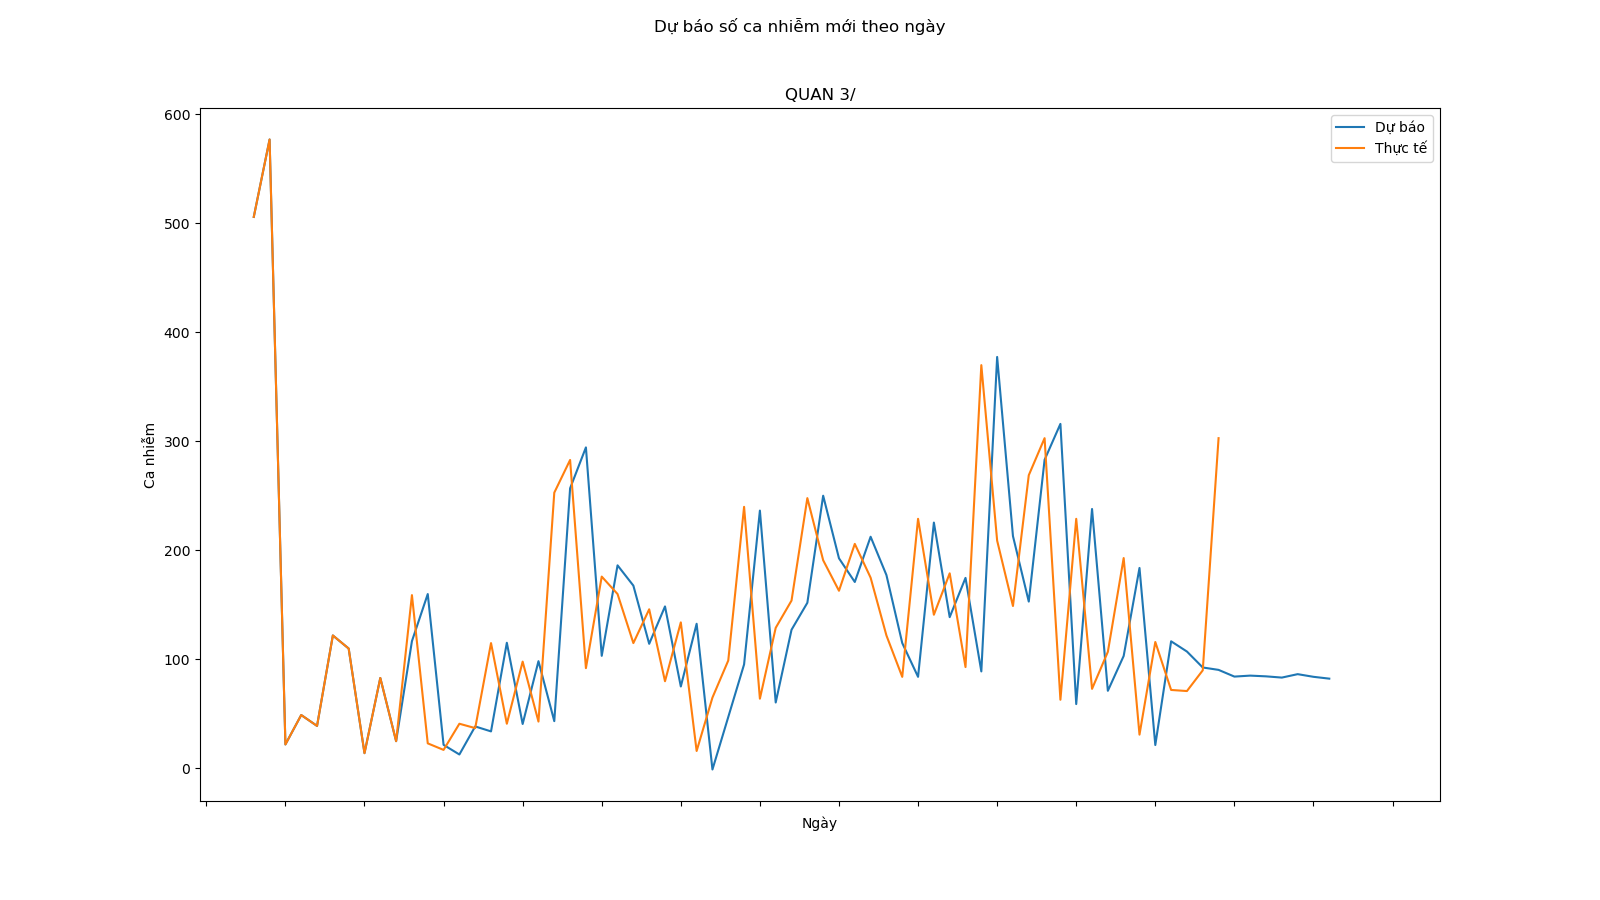 Dự báo số ca nhiễm mới theo ngày
QUAN 3/
Dự báo
Thực tế
600
500
400
300
200
100
0
Ca nhiễm
Ngày